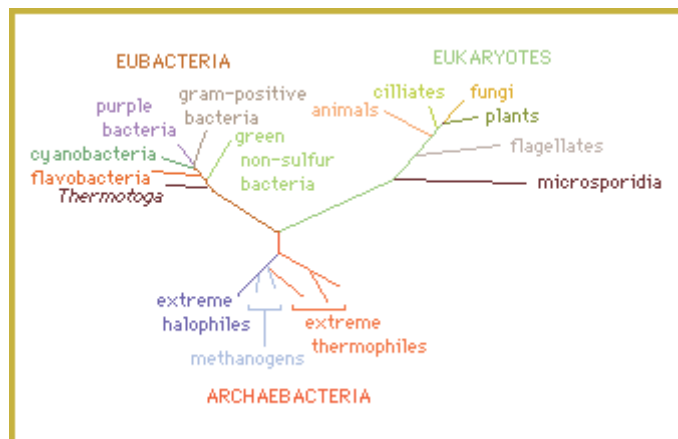 EUBACTERIA
EUKARYOTES
gram-positive
bacteria
purple
bacteria
green
non-sulfur
bacteria
cyanobacteria
flavobacteria
Thermotoga
cilliates
fungi
animals
plants
flagellates
microsporidia
extreme
halophiles
methanogens
extreme
thermophiles
ARCHAEBACTERIA